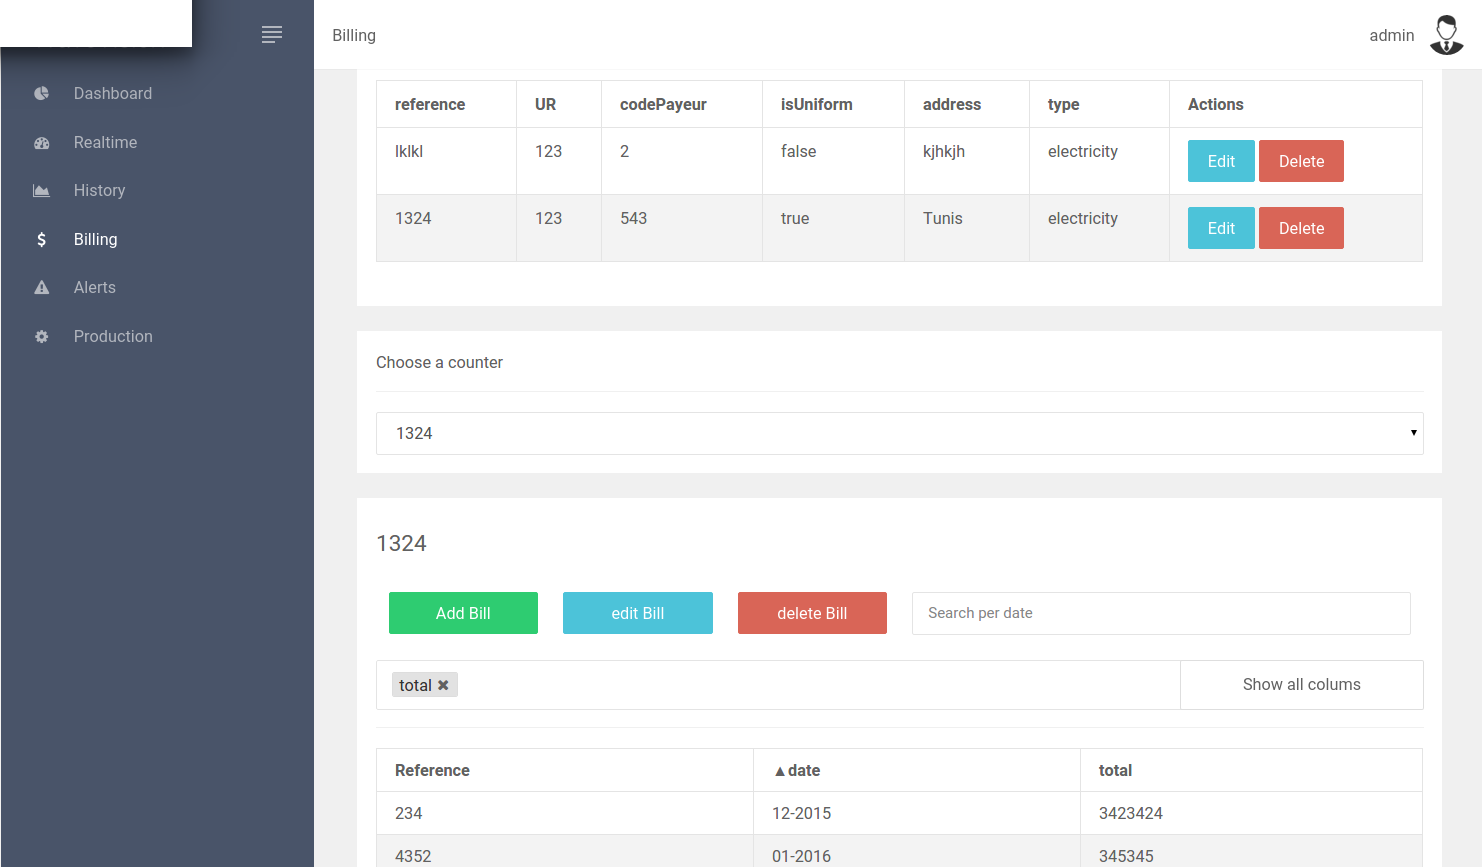 Billing
admin
Dashboard
Realtime
History
Billing
Alerts
Production
reference UR codePayeur isUniform address type Actions
lklkl 123 2 false kjhkjh electricity Edit Delete
1324 123 543 true Tunis electricity Edit Delete
Choose a counter
1324
1324
Add Bill edit Bill delete Bill Search per date
total ✖ Show all colums
Reference ▲date total
234 12-2015 3423424
4352 01-2016 345345